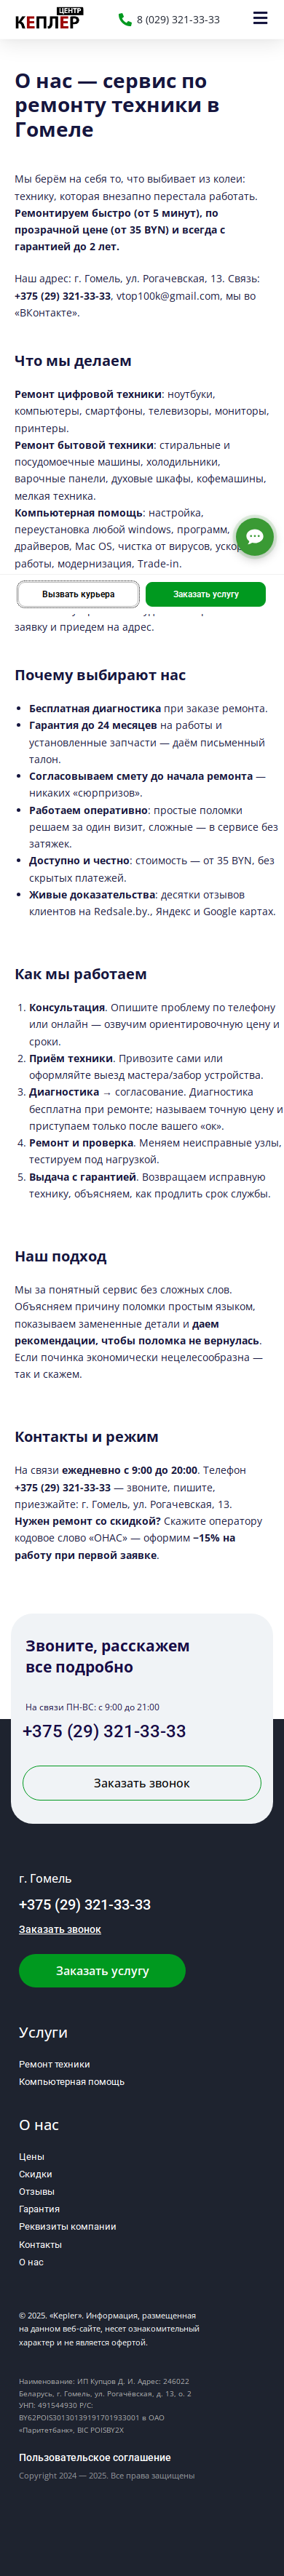 ЦЕНТР
КЕПЛЕР
8 (029) 321-33-33
О нас — сервис по
ремонту техники в
Гомеле
Мы берём на себя то, что выбивает из колеи:
технику, которая внезапно перестала работать.
Ремонтируем быстро (от 5 минут), по
прозрачной цене (от 35 BYN) и всегда с
гарантией до 2 лет.
Наш адрес: г. Гомель, ул. Рогачевская, 13. Связь:
+375 (29) 321-33-33, vtop100k@gmail.com, мы во
«ВКонтакте».
Что мы делаем
Ремонт цифровой техники: ноутбуки,
компьютеры, смартфоны, телевизоры, мониторы,
принтеры.
Ремонт бытовой техники: стиральные и
посудомоечные машины, холодильники,
варочные панели, духовые шкафы, кофемашины,
мелкая техника.
Компьютерная помощь: настройка,
переустановка любой windows, программ,
драйверов, Mac OS, чистка от вирусов, ускор
работы, модернизация, Trade-in.
Вызвать курьера
Заказать услугу
заявку и приедем на адрес.
Почему выбирают нас
• Бесплатная диагностика при заказе ремонта.
• Гарантия до 24 месяцев на работы и
установленные запчасти — даём письменный
талон.
• Согласовываем смету до начала ремонта —
никаких «сюрпризов».
• Работаем оперативно: простые поломки
решаем за один визит, сложные — в сервисе без
затяжек.
• Доступно и честно: стоимость — от 35 BYN, без
скрытых платежей.
• Живые доказательства: десятки отзывов
клиентов на Redsale.by., Яндекс и Google картах.
Как мы работаем
1. Консультация. Опишите проблему по телефону
или онлайн — озвучим ориентировочную цену и
сроки.
2. Приём техники. Привозите сами или
оформляйте выезд мастера/забор устройства.
3. Диагностика → согласование. Диагностика
бесплатна при ремонте; называем точную цену и
приступаем только после вашего «ок».
4. Ремонт и проверка. Меняем неисправные узлы,
тестируем под нагрузкой.
5. Выдача с гарантией. Возвращаем исправную
технику, объясняем, как продлить срок службы.
Наш подход
Мы за понятный сервис без сложных слов.
Объясняем причину поломки простым языком,
показываем замененные детали и даем
рекомендации, чтобы поломка не вернулась.
Если починка экономически нецелесообразна —
так и скажем.
Контакты и режим
На связи ежедневно с 9:00 до 20:00. Телефон
+375 (29) 321-33-33 — звоните, пишите,
приезжайте: г. Гомель, ул. Рогачевская, 13.
Нужен ремонт со скидкой? Скажите оператору
кодовое слово «ОНАС» — оформим −15% на
работу при первой заявке.
Звоните, расскажем
все подробно
На связи ПН-ВС: с 9:00 до 21:00
+375 (29) 321-33-33
Заказать звонок
г. Гомель
+375 (29) 321-33-33
Заказать звонок
Заказать услугу
Услуги
Ремонт техники
Компьютерная помощь
О нас
Цены
Скидки
Отзывы
Гарантия
Реквизиты компании
Контакты
О нас
© 2025. «Kepler». Информация, размещенная
на данном веб-сайте, несет ознакомительный
характер и не является офертой.
Наименование: ИП Купцов Д. И. Адрес: 246022
Беларусь, г. Гомель, ул. Рогачёвская, д. 13, о. 2
УНП: 491544930 Р/С:
BY62POIS30130139191701933001 в ОАО
«Паритетбанк», BIC POISBY2X
Пользовательское соглашение
Copyright 2024 — 2025. Все права защищены